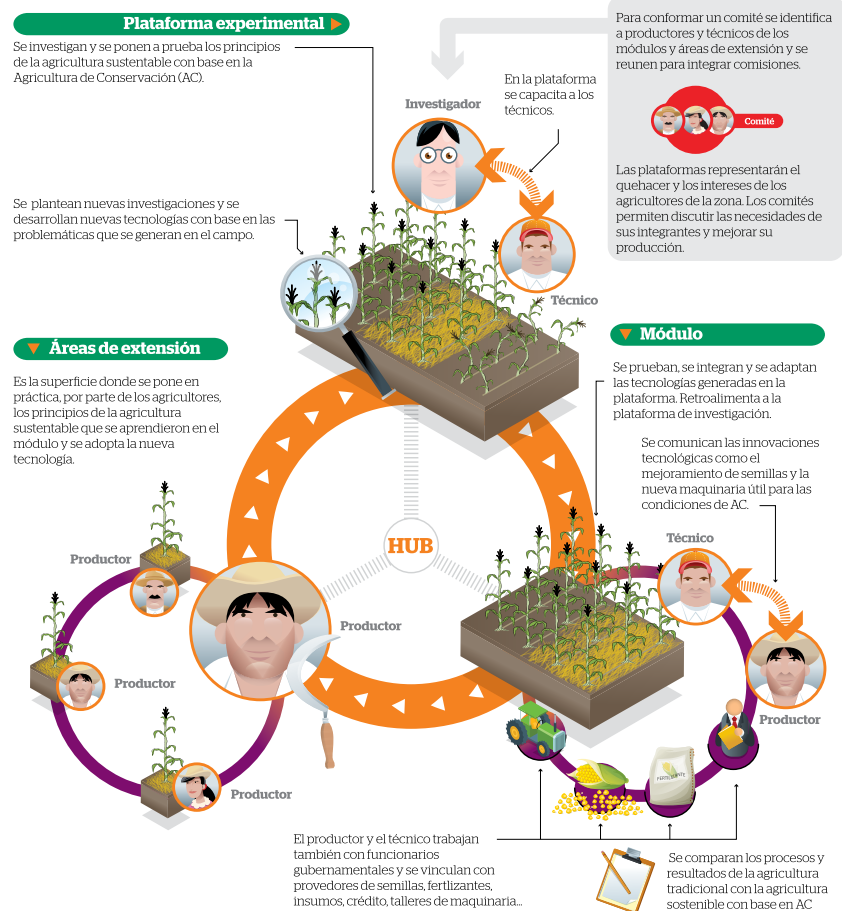 Plataforma experimental
Se investigan y se ponen a prueba los principios
de la agricultura sustentable con base en la
Agricultura de Conservación (AC).
Se plantean nuevas investigaciones y se
desarrollan nuevas tecnologías con base en las
problemáticas que se generan en el campo.
Investigador
En la plataforma
se capacita a los
técnicos.
Técnico
Para conformar un comité se identifica
a productores y técnicos de los
módulos y áreas de extensión y se
reunen para integrar comisiones.
Comité
Las plataformas representarán el
quehacer y los intereses de los
agricultores de la zona. Los comités
permiten discutir las necesidades de
sus integrantes y mejorar su
producción.
Áreas de extensión
Es la superficie donde se pone en
práctica, por parte de los agricultores,
los principios de la agricultura
sustentable que se aprendieron en el
módulo y se adopta la nueva
tecnología.
Módulo
Se prueban, se integran y se adaptan
las tecnologías generadas en la
plataforma. Retroalimenta a la
plataforma de investigación.
Se comunican las innovaciones
tecnológicas como el
mejoramiento de semillas y la
nueva maquinaria útil para las
condiciones de AC.
HUB
Productor
Productor
Productor
Productor
Técnico
Productor
FERTILIZANTE
El productor y el técnico trabajan
también con funcionarios
gubernamentales y se vinculan con
provedores de semillas, fertlizantes,
insumos, crédito, talleres de maquinaria...
Se comparan los procesos y
resultados de la agricultura
tradicional con la agricultura
sostenible con base en AC